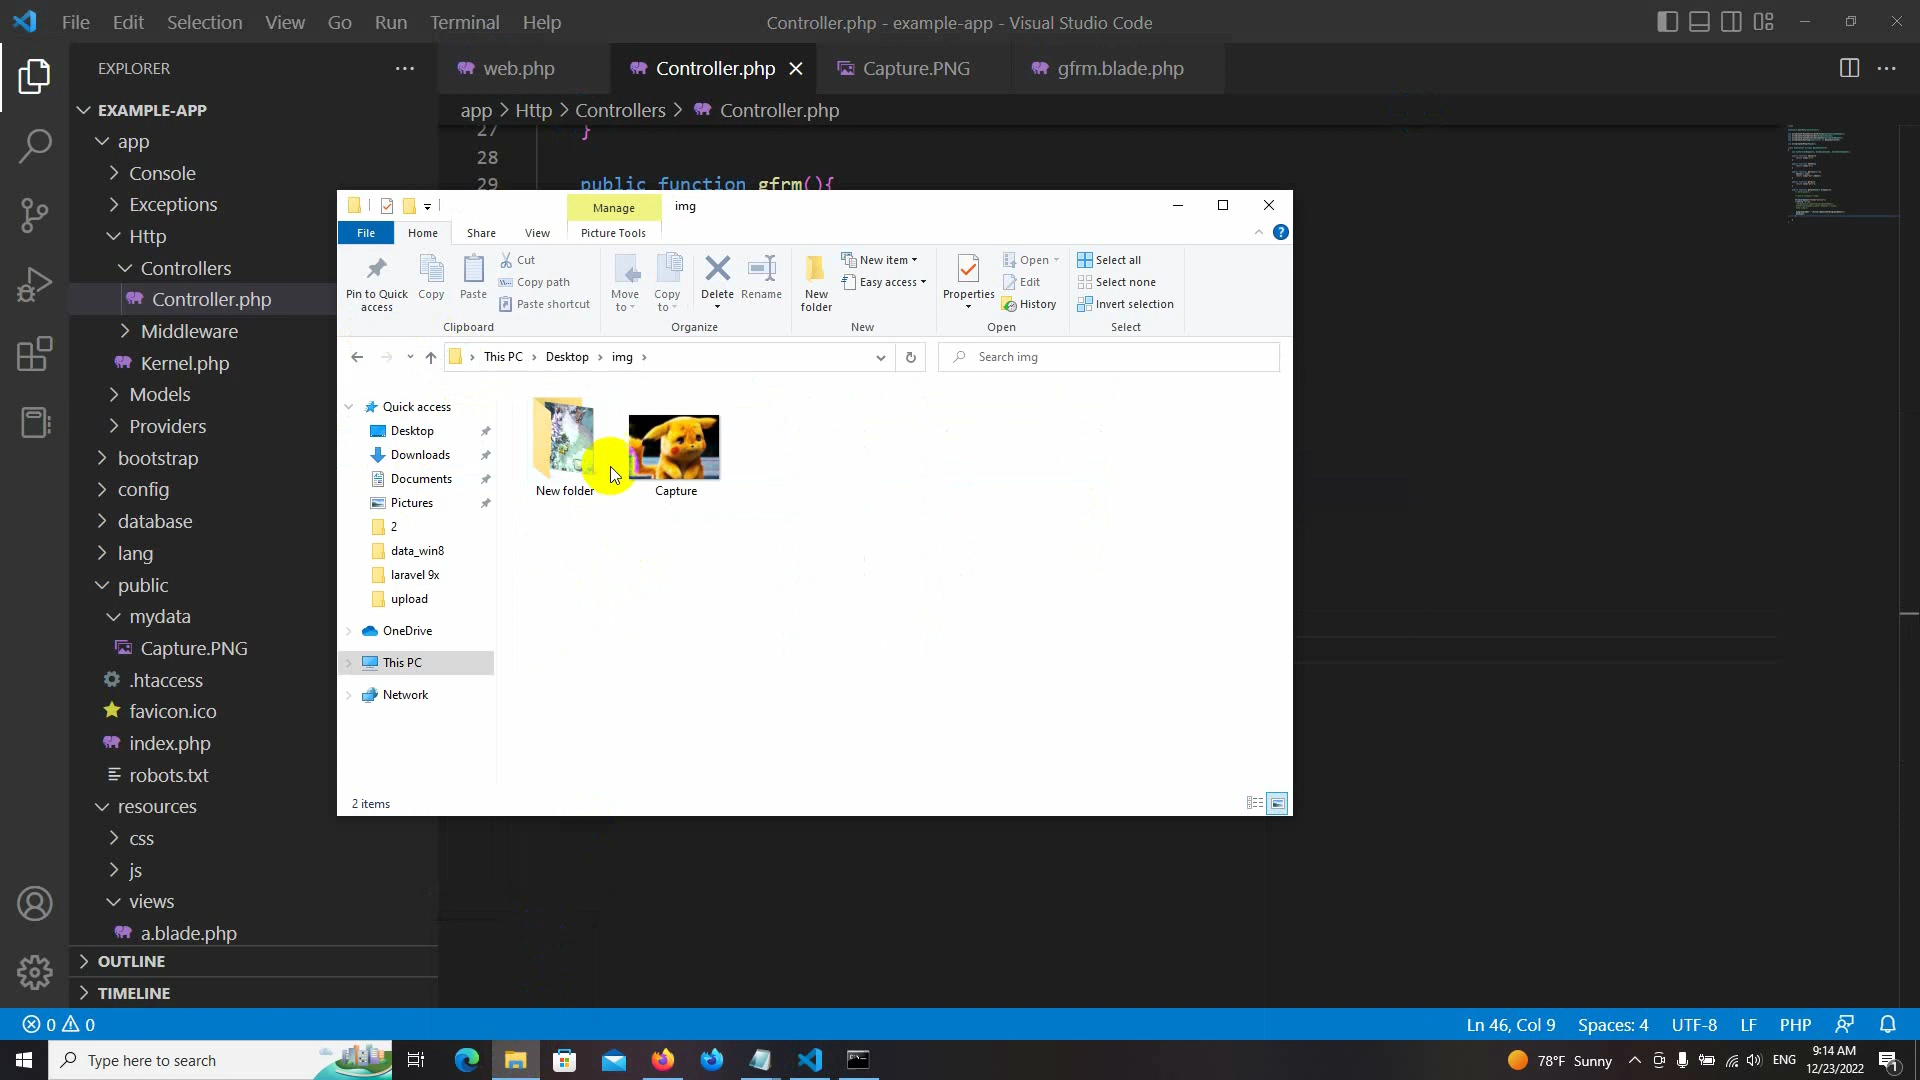 File Edit Selection View Go Run Terminal Help
Controller.php - example-app - Visual Studio Code
EXPLORER
web.php
Controller.php
Capture.PNG
gfrm.blade.php
EXAMPLE-APP
app > Http > Controllers > Controller.php
app
Console
Exceptions
Http
Controllers
Controller.php
Middleware
Kernel.php
Models
Providers
bootstrap
config
database
lang
public
mydata
Capture.PNG
.htaccess
favicon.ico
index.php
robots.txt
resources
css
js
views
a.blade.php
OUTLINE
TIMELINE
27 }
28
29 public function gfrm(){
Manage
img
File Home Share View Picture Tools
Pin to Quick access
Copy
Paste
Cut
Copy path
Paste shortcut
Clipboard
Move to
Copy to
Delete
Rename
Organize
New folder
New item
Easy access
New
Properties
Open
Edit
History
Open
Select all
Select none
Invert selection
Select
This PC > Desktop > img
Search img
Quick access
Desktop
Downloads
Documents
Pictures
2
data_win8
laravel 9x
upload
OneDrive
This PC
Network
New folder
Capture
2 items
0 0
Ln 46, Col 9
Spaces: 4
UTF-8
LF
PHP
Type here to search
78°F Sunny
ENG
9:14 AM
12/23/2022
1